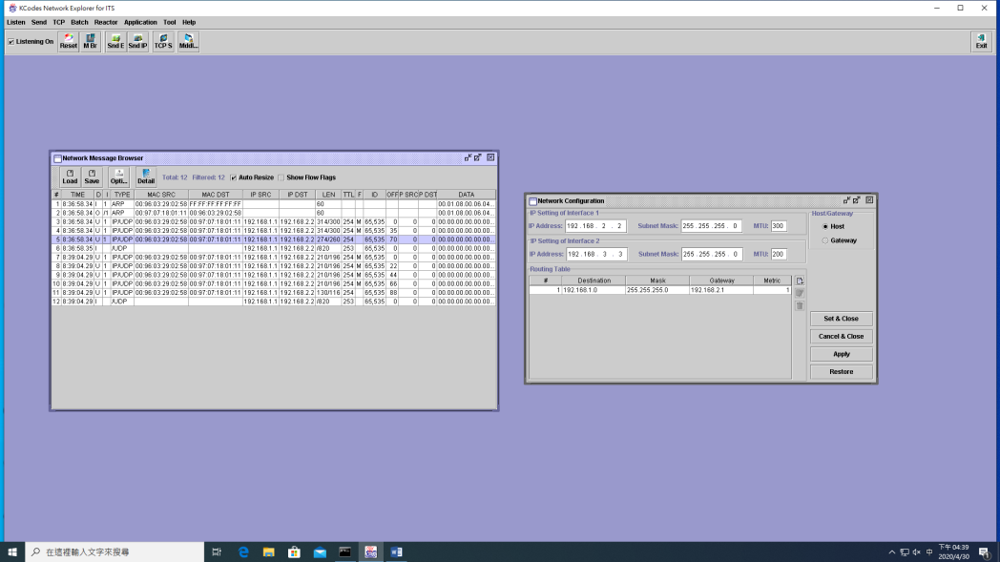 KCodes Network Explorer for ITS
Listen Send TCP Batch Reactor Application Tool Help
Listening On Reset M Br Snd E Snd IP TCP S Mddl... Exit
Network Message Browser
Load Save Opti... Detail Total: 12 Filtered: 12 Auto Resize Show Flow Flags
# TIME D I TYPE MAC SRC MAC DST IP SRC IP DST LEN TTL F ID OFF P SRC P DST DATA
1 8:36:58.34 I 1 ARP 00:96:03:29:02:58 FF:FF:FF:FF:FF:FF 60 00.01.08.00.06.04...
2 8:36:58.34 O /1 ARP 00:97:07:18:01:11 00:96:03:29:02:58 60 00.01.08.00.06.04...
3 8:36:58.34 U 1 IP/UDP 00:96:03:29:02:58 00:97:07:18:01:11 192.168.1.1 192.168.2.2 314/300 254 M 65,535 0 0 0 00.00.00.00.00.00...
4 8:36:58.34 U 1 IP/UDP 00:96:03:29:02:58 00:97:07:18:01:11 192.168.1.1 192.168.2.2 314/300 254 M 65,535 35 0 0 00.00.00.00.00.00...
5 8:36:58.34 U 1 IP/UDP 00:96:03:29:02:58 00:97:07:18:01:11 192.168.1.1 192.168.2.2 274/260 254 65,535 70 0 0 00.00.00.00.00.00...
6 8:36:58.35 I /UDP 192.168.1.1 192.168.2.2 /820 253 65,535 0 0 0 00.00.00.00.00.00...
7 8:39:04.29 U 1 IP/UDP 00:96:03:29:02:58 00:97:07:18:01:11 192.168.1.1 192.168.2.2 210/196 254 M 65,535 0 0 0 00.00.00.00.00.00...
8 8:39:04.29 U 1 IP/UDP 00:96:03:29:02:58 00:97:07:18:01:11 192.168.1.1 192.168.2.2 210/196 254 M 65,535 22 0 0 00.00.00.00.00.00...
9 8:39:04.29 U 1 IP/UDP 00:96:03:29:02:58 00:97:07:18:01:11 192.168.1.1 192.168.2.2 210/196 254 M 65,535 44 0 0 00.00.00.00.00.00...
10 8:39:04.29 U 1 IP/UDP 00:96:03:29:02:58 00:97:07:18:01:11 192.168.1.1 192.168.2.2 210/196 254 M 65,535 66 0 0 00.00.00.00.00.00...
11 8:39:04.29 U 1 IP/UDP 00:96:03:29:02:58 00:97:07:18:01:11 192.168.1.1 192.168.2.2 130/116 254 65,535 88 0 0 00.00.00.00.00.00...
12 8:39:04.29 I /UDP 192.168.1.1 192.168.2.2 /820 253 65,535 0 0 0 00.00.00.00.00.00...
Network Configuration
IP Setting of Interface 1
IP Address: 192.168.2.2 Subnet Mask: 255.255.255.0 MTU: 300
IP Setting of Interface 2
IP Address: 192.168.3.3 Subnet Mask: 255.255.255.0 MTU: 200
Routing Table
# Destination Mask Gateway Metric
1 192.168.1.0 255.255.255.0 192.168.2.1 1
Host/Gateway
Host
Gateway
Set & Close
Cancel & Close
Apply
Restore
在這裡輸入文字來搜尋
中
下午 04:39
2020/4/30